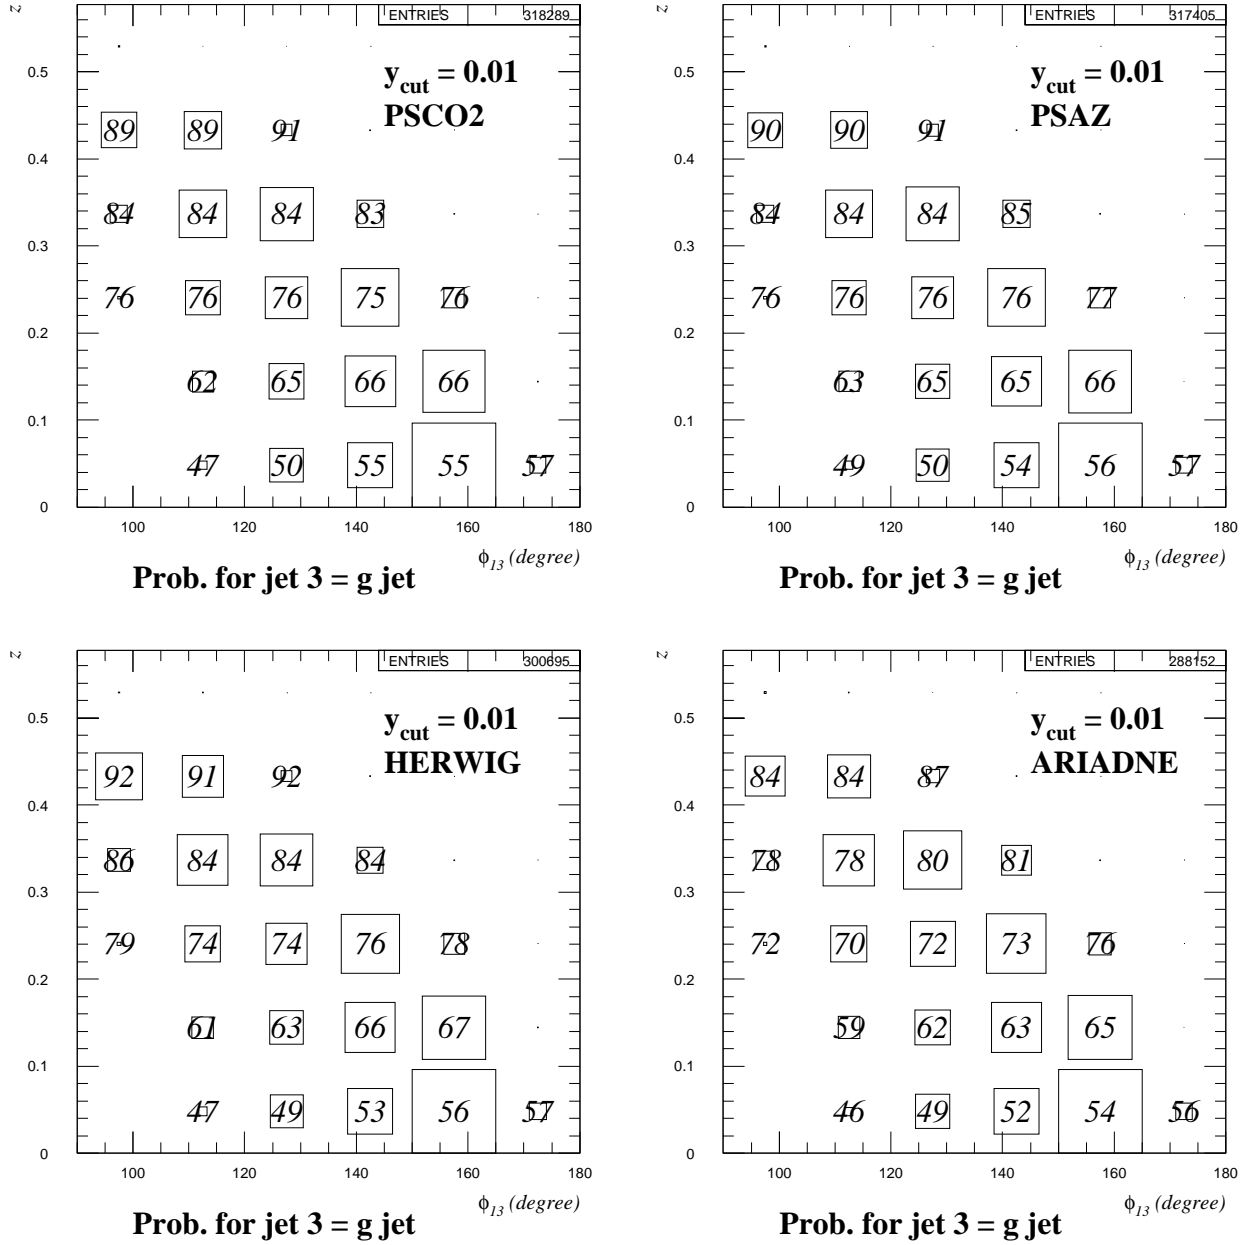 z
ENTRIES 318289
y_cut = 0.01
PSCO2
0.5
89 89 91
0.4
84 84 84 83
0.3
76 76 76 75 76
0.2
62 65 66 66
0.1
47 50 55 55 57
0
100 120 140 160 180
ϕ_13 (degree)
Prob. for jet 3 = g jet
z
ENTRIES 317405
y_cut = 0.01
PSAZ
0.5
90 90 91
0.4
84 84 84 85
0.3
76 76 76 76 77
0.2
63 65 65 66
0.1
49 50 54 56 57
0
100 120 140 160 180
ϕ_13 (degree)
Prob. for jet 3 = g jet
z
ENTRIES 300695
y_cut = 0.01
HERWIG
0.5
92 91 92
0.4
86 84 84 84
0.3
79 74 74 76 78
0.2
61 63 66 67
0.1
47 49 53 56 57
0
100 120 140 160 180
ϕ_13 (degree)
Prob. for jet 3 = g jet
z
ENTRIES 288152
y_cut = 0.01
ARIADNE
0.5
84 84 87
0.4
78 78 80 81
0.3
72 70 72 73 76
0.2
59 62 63 65
0.1
46 49 52 54 56
0
100 120 140 160 180
ϕ_13 (degree)
Prob. for jet 3 = g jet